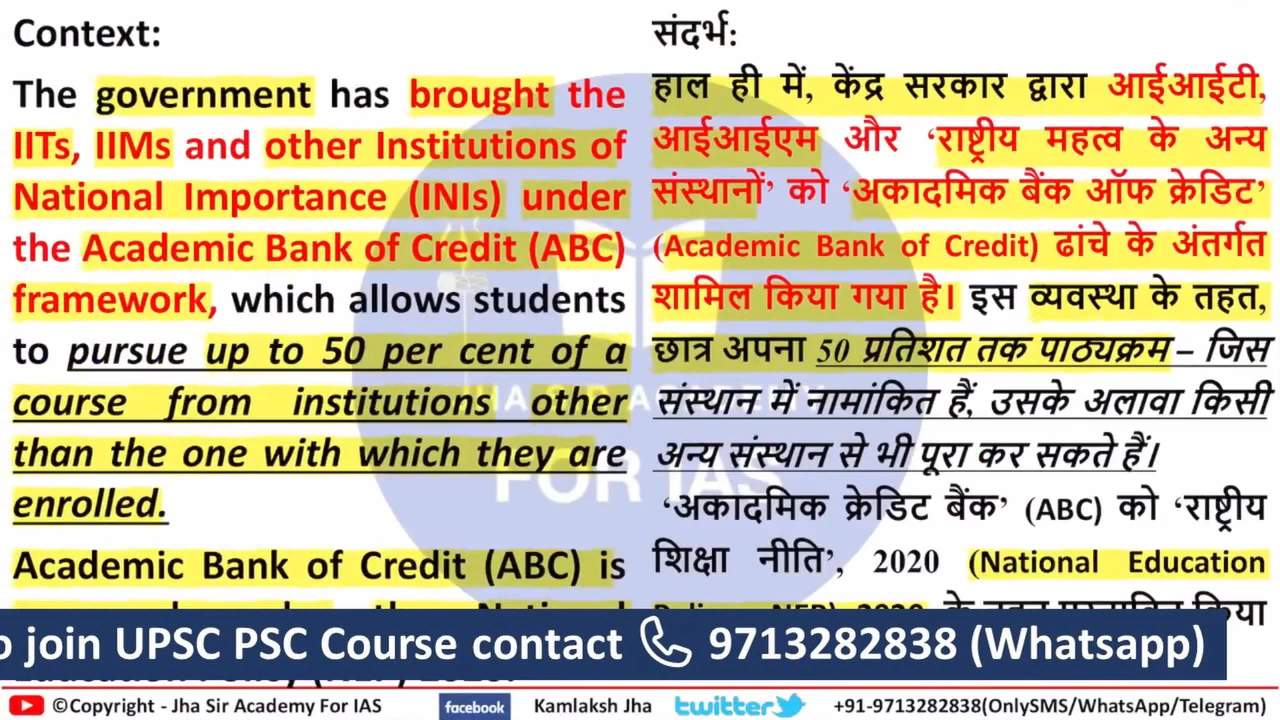 Context:
The government has brought the
IITs, IIMs and other Institutions of
National Importance (INIs) under
the Academic Bank of Credit (ABC)
framework, which allows students
to pursue up to 50 per cent of a
course from institutions other
than the one with which they are
enrolled.
Academic Bank of Credit (ABC) is
संदर्भ:
हाल ही में, केंद्र सरकार द्वारा आईआईटी,
आईआईएम और ‘राष्ट्रीय महत्व के अन्य
संस्थानों’ को ‘अकादमिक बैंक ऑफ क्रेडिट’
(Academic Bank of Credit) ढांचे के अंतर्गत
शामिल किया गया है। इस व्यवस्था के तहत,
छात्र अपना 50 प्रतिशत तक पाठ्यक्रम – जिस
संस्थान में नामांकित हैं, उसके अलावा किसी
अन्य संस्थान से भी पूरा कर सकते हैं।
‘अकादमिक क्रेडिट बैंक’ (ABC) को ‘राष्ट्रीय
शिक्षा नीति’, 2020 (National Education
FOR IAS
o join UPSC PSC Course contact 9713282838 (Whatsapp)
©Copyright - Jha Sir Academy For IAS facebook Kamlaksh Jha twitter +91-9713282838(OnlySMS/WhatsApp/Telegram)